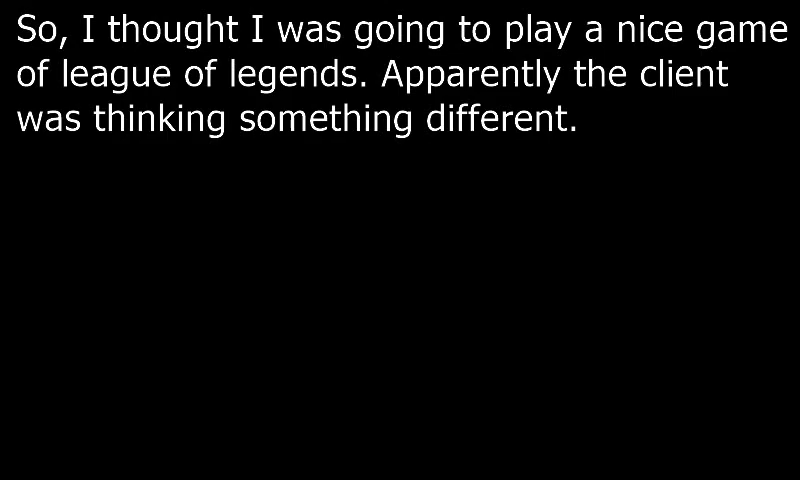 So, I thought I was going to play a nice game
of league of legends. Apparently the client
was thinking something different.